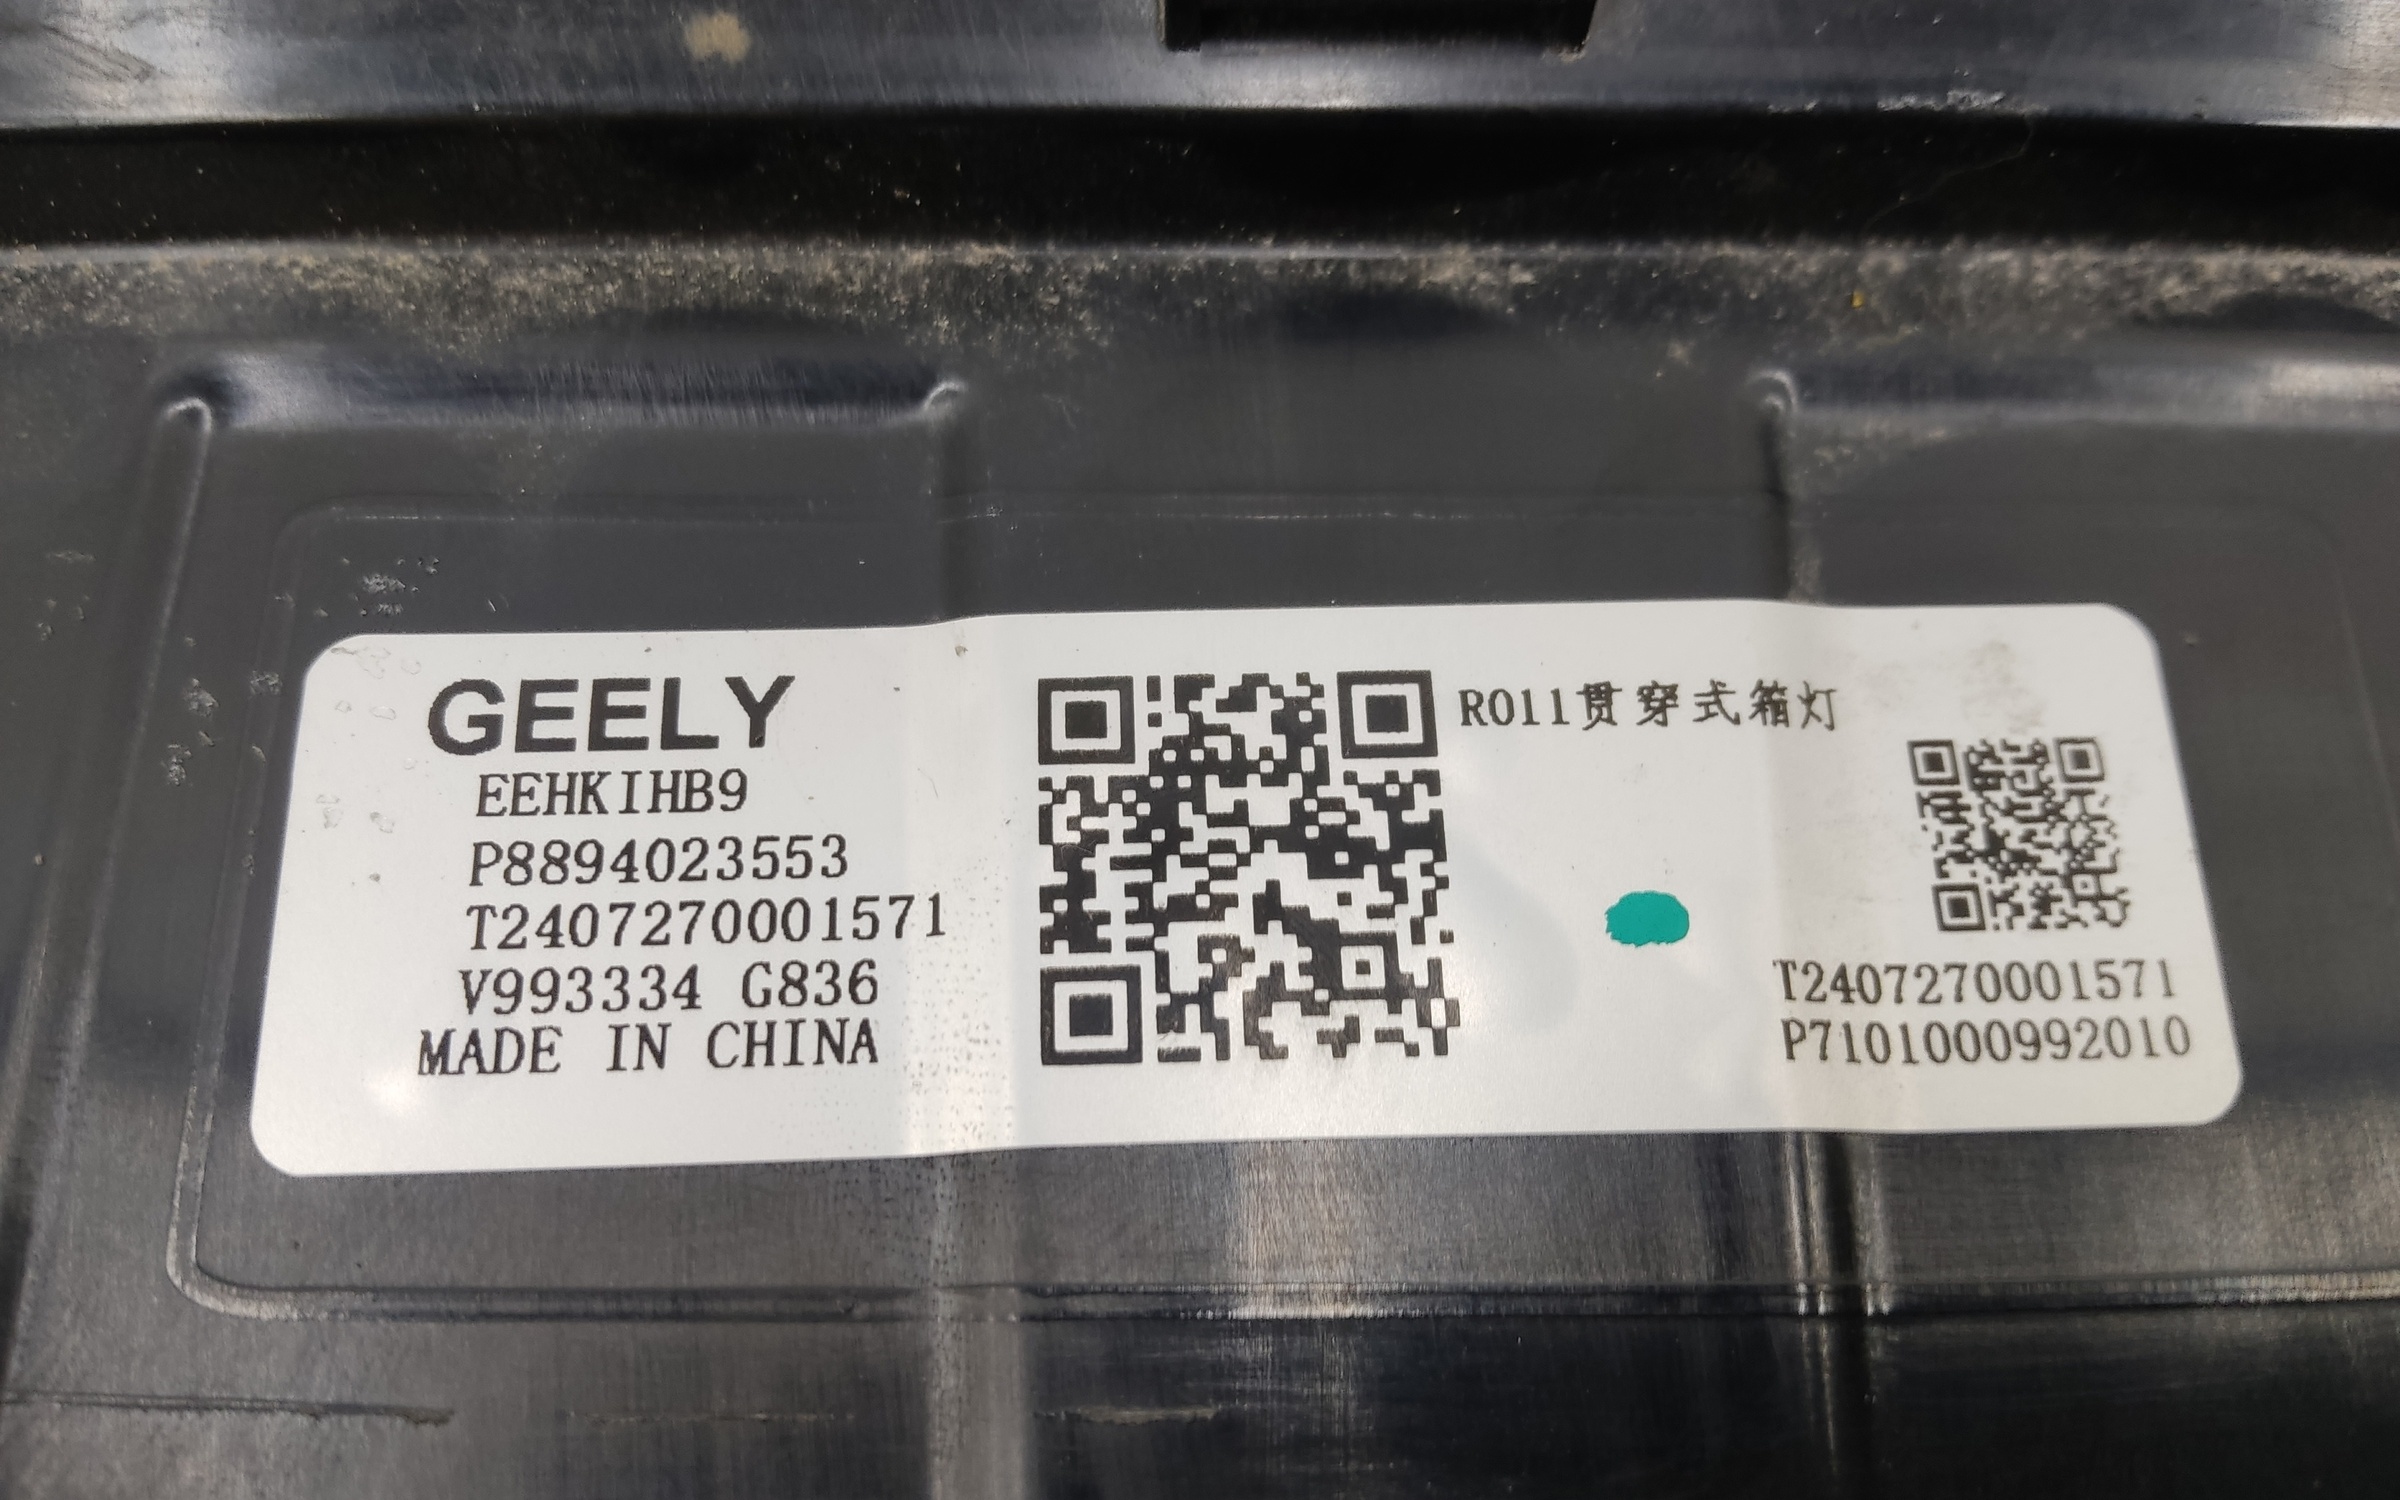 GEELY
EEHKIHB9
P8894023553
T2407270001571
V993334 G836
MADE IN CHINA
R011贯穿式箱灯
T2407270001571
P7101000992010